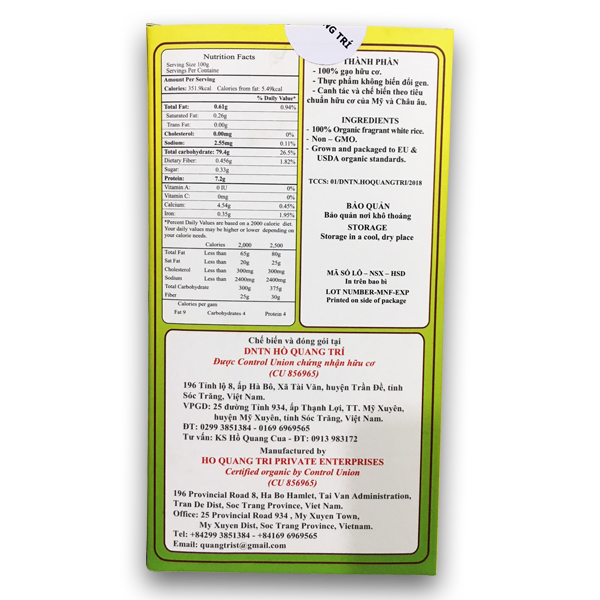 NG TRÍ
Nutrition Facts
Serving Size 100g
Servings Per Containe
Amount Per Serving
Calories: 351.9kcal Calories from fat: 5.49kcal
% Daily Value*
Total Fat: 0.61g 0.94%
Saturated Fat: 0.26g
Trans Fat: 0.00g
Cholesterol: 0.00mg 0%
Sodium: 2.55mg 0.11%
Total carbohydrate: 79.4g 26.5%
Dietary Fiber: 0.456g 1.82%
Sugar: 0.33g
Protein: 7.2g
Vitamin A: 0 IU 0%
Vitamin C: 0mg 0%
Calcium: 4.54g 0.45%
Iron: 0.35g 1.95%
*Percent Daily Values are based on a 2000 calorie diet.
Your daily values may be higher or lower depending on
your calorie needs.
Calories 2,000 2,500
Total Fat Less than 65g 80g
Sat Fat Less than 20g 25g
Cholesterol Less than 300mg 300mg
Sodium Less than 2400mg 2400mg
Total Carbohydrate 300g 375g
Fiber 25g 30g
Calories per gam
Fat 9 Carbohydrates 4 Protein 4
THÀNH PHẦN
- 100% gạo hữu cơ.
- Thực phẩm không biến đổi gen.
- Canh tác và chế biến theo tiêu
chuẩn hữu cơ của Mỹ và Châu âu.
INGREDIENTS
- 100% Organic fragrant white rice.
- Non – GMO.
- Grown and packaged to EU &
USDA organic standards.
TCCS: 01/DNTN.HOQUANGTRI/2018
BẢO QUẢN
Bảo quản nơi khô thoáng
STORAGE
Storage in a cool, dry place
MÃ SỐ LÔ – NSX – HSD
In trên bao bì
LOT NUMBER-MNF-EXP
Printed on side of package
Chế biến và đóng gói tại
DNTN HỒ QUANG TRÍ
Được Control Union chứng nhận hữu cơ
(CU 856965)
196 Tỉnh lộ 8, ấp Hà Bô, Xã Tài Văn, huyện Trần Đề, tỉnh
Sóc Trăng, Việt Nam.
VPGD: 25 đường Tỉnh 934, ấp Thạnh Lợi, TT. Mỹ Xuyên,
huyện Mỹ Xuyên, tỉnh Sóc Trăng, Việt Nam.
ĐT: 0299 3851384 - 0169 6969565
Tư vấn: KS Hồ Quang Cua - ĐT: 0913 983172
Manufactured by
HO QUANG TRI PRIVATE ENTERPRISES
Certified organic by Control Union
(CU 856965)
196 Provincial Road 8, Ha Bo Hamlet, Tai Van Administration,
Tran De Dist, Soc Trang Province, Viet Nam.
Office: 25 Provincial Road 934 , My Xuyen Town,
My Xuyen Dist, Soc Trang Province, Vietnam.
Tel: +84299 3851384 - +84169 6969565
Email: quangtrist@gmail.com